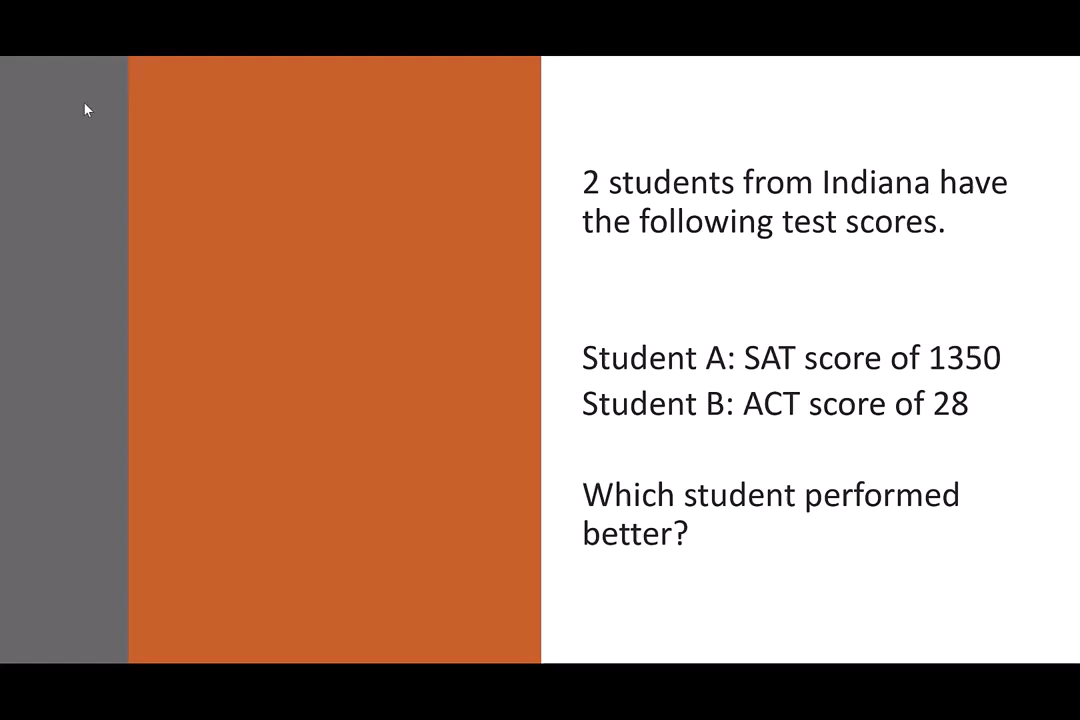 2 students from Indiana have
the following test scores.
Student A: SAT score of 1350
Student B: ACT score of 28
Which student performed
better?